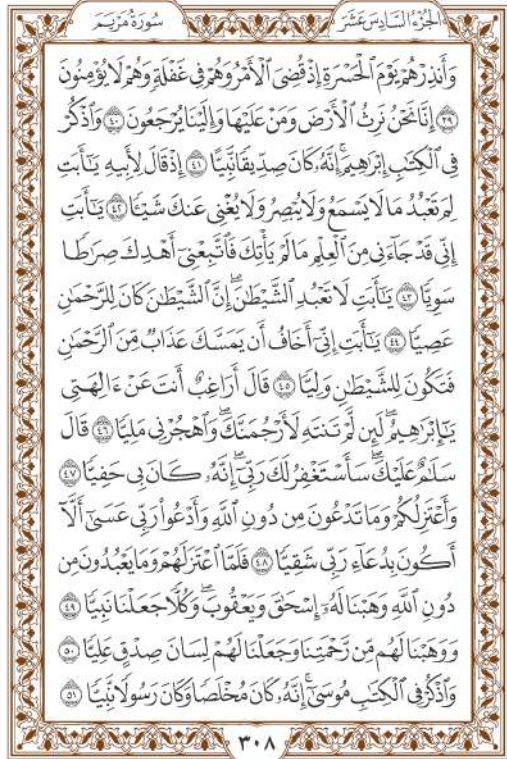 الجُزْءُ السَّادِسَ عَشَرَ
سُورَةُ مَرْيَمَ
وَأَنذِرْهُمْ يَوْمَ ٱلْحَسْرَةِ إِذْ قُضِىَ ٱلْأَمْرُ وَهُمْ فِى غَفْلَةٍ وَهُمْ لَا يُؤْمِنُونَ
٣٩ إِنَّا نَحْنُ نَرِثُ ٱلْأَرْضَ وَمَنْ عَلَيْهَا وَإِلَيْنَا يُرْجَعُونَ ٤٠ وَٱذْكُرْ
فِى ٱلْكِتَٰبِ إِبْرَٰهِيمَ ۚ إِنَّهُۥ كَانَ صِدِّيقًا نَّبِيًّا ٤١ إِذْ قَالَ لِأَبِيهِ يَٰٓأَبَتِ
لِمَ تَعْبُدُ مَا لَا يَسْمَعُ وَلَا يُبْصِرُ وَلَا يُغْنِى عَنكَ شَيْـًٔا ٤٢ يَٰٓأَبَتِ
إِنِّى قَدْ جَآءَنِى مِنَ ٱلْعِلْمِ مَا لَمْ يَأْتِكَ فَٱتَّبِعْنِىٓ أَهْدِكَ صِرَٰطًا
سَوِيًّا ٤٣ يَٰٓأَبَتِ لَا تَعْبُدِ ٱلشَّيْطَٰنَ ۖ إِنَّ ٱلشَّيْطَٰنَ كَانَ لِلرَّحْمَٰنِ
عَصِيًّا ٤٤ يَٰٓأَبَتِ إِنِّىٓ أَخَافُ أَن يَمَسَّكَ عَذَابٌ مِّنَ ٱلرَّحْمَٰنِ
فَتَكُونَ لِلشَّيْطَٰنِ وَلِيًّا ٤٥ قَالَ أَرَاغِبٌ أَنتَ عَنْ ءَالِهَتِى
يَٰٓإِبْرَٰهِيمُ ۖ لَئِن لَّمْ تَنتَهِ لَأَرْجُمَنَّكَ ۖ وَٱهْجُرْنِى مَلِيًّا ٤٦ قَالَ
سَلَٰمٌ عَلَيْكَ ۖ سَأَسْتَغْفِرُ لَكَ رَبِّىٓ ۖ إِنَّهُۥ كَانَ بِى حَفِيًّا ٤٧
وَأَعْتَزِلُكُمْ وَمَا تَدْعُونَ مِن دُونِ ٱللَّهِ وَأَدْعُوا۟ رَبِّى عَسَىٰٓ أَلَّآ
أَكُونَ بِدُعَآءِ رَبِّى شَقِيًّا ٤٨ فَلَمَّا ٱعْتَزَلَهُمْ وَمَا يَعْبُدُونَ مِن
دُونِ ٱللَّهِ وَهَبْنَا لَهُۥٓ إِسْحَٰقَ وَيَعْقُوبَ ۖ وَكُلًّا جَعَلْنَا نَبِيًّا ٤٩
وَوَهَبْنَا لَهُم مِّن رَّحْمَتِنَا وَجَعَلْنَا لَهُمْ لِسَانَ صِدْقٍ عَلِيًّا ٥٠
وَٱذْكُرْ فِى ٱلْكِتَٰبِ مُوسَىٰٓ ۚ إِنَّهُۥ كَانَ مُخْلَصًا وَكَانَ رَسُولًا نَّبِيًّا ٥١
٣٠٨